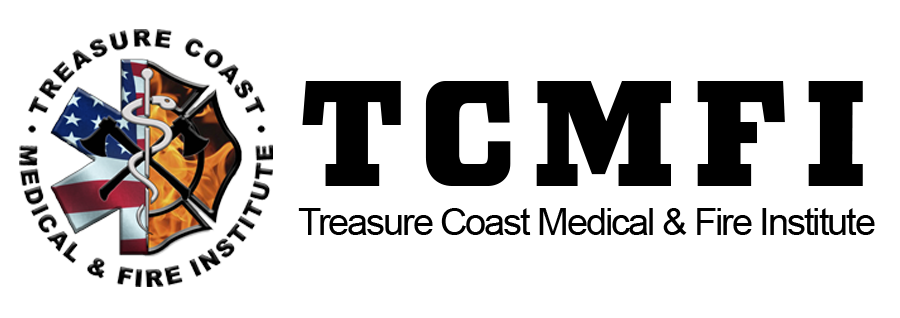 TREASURE COAST
• MEDICAL & FIRE INSTITUTE •
TCMFI
Treasure Coast Medical & Fire Institute